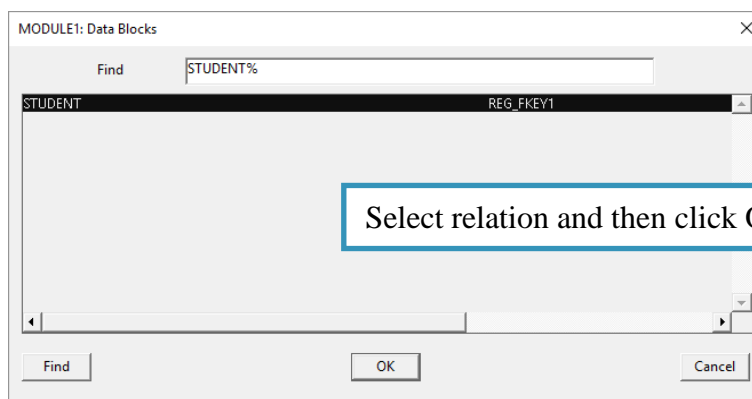 MODULE1: Data Blocks
Find STUDENT%
STUDENT REG_FKEY1
Select relation and then click
Find OK Cancel